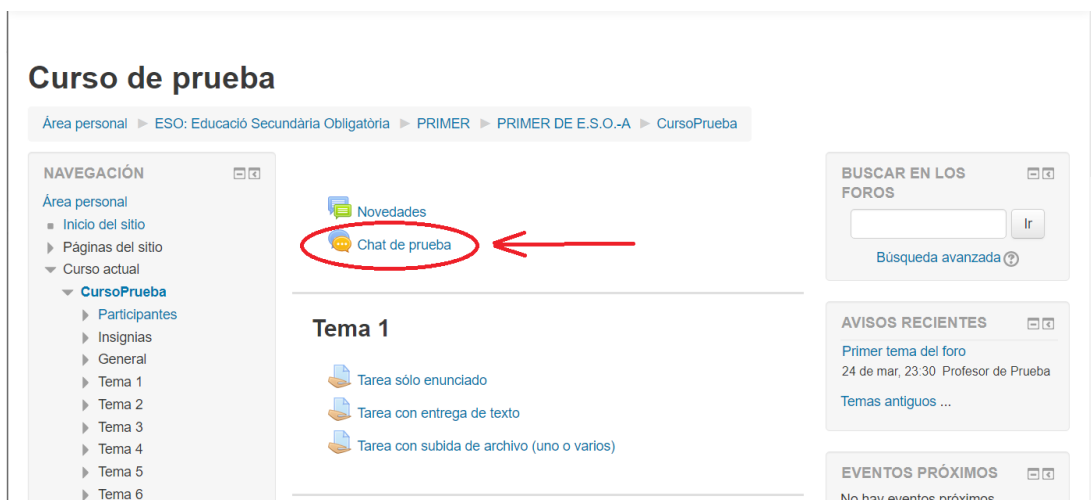 Curso de prueba
Área personal ▶ ESO: Educació Secundària Obligatòria ▶ PRIMER ▶ PRIMER DE E.S.O.-A ▶ CursoPrueba
NAVEGACIÓN
Área personal
Inicio del sitio
Páginas del sitio
Curso actual
CursoPrueba
Participantes
Insignias
General
Tema 1
Tema 2
Tema 3
Tema 4
Tema 5
Tema 6
Novedades
Chat de prueba
Tema 1
Tarea sólo enunciado
Tarea con entrega de texto
Tarea con subida de archivo (uno o varios)
BUSCAR EN LOS
FOROS
Ir
Búsqueda avanzada
AVISOS RECIENTES
Primer tema del foro
24 de mar, 23:30 Profesor de Prueba
Temas antiguos ...
EVENTOS PRÓXIMOS
No hay eventos próximos